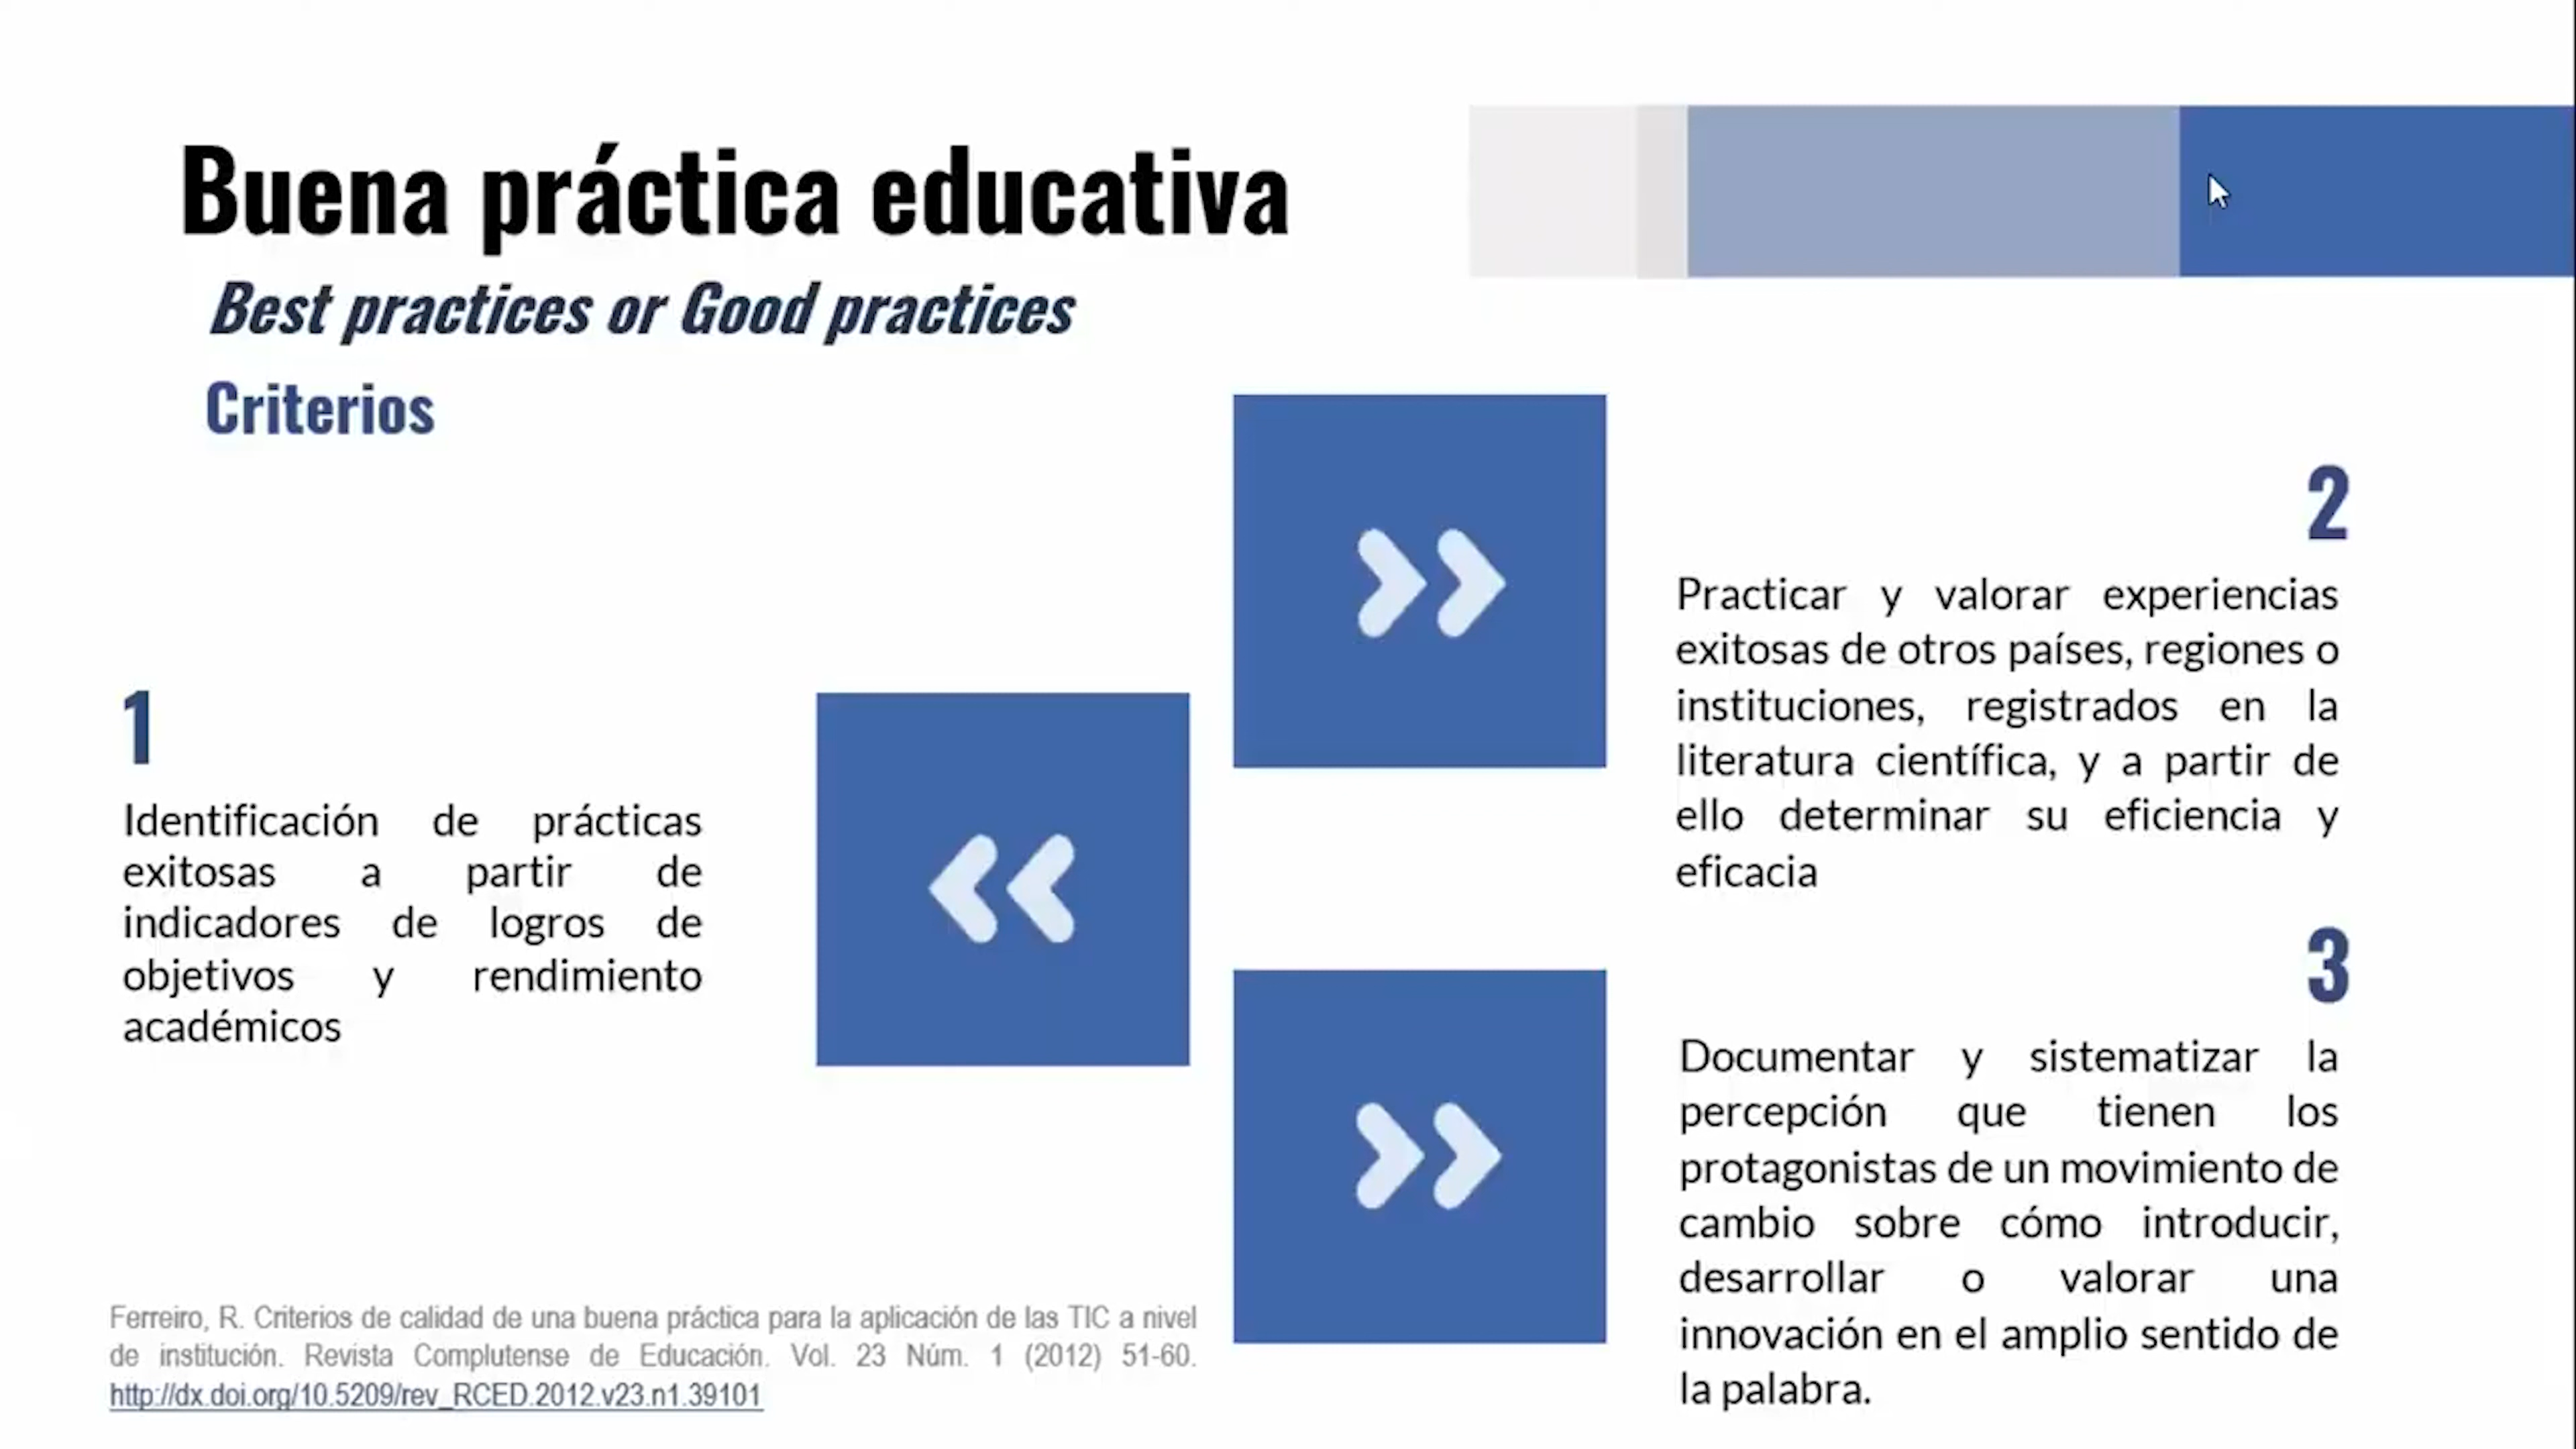 Buena práctica educativa
Best practices or Good practices
Criterios
1
Identificación de prácticas
exitosas a partir de
indicadores de logros de
objetivos y rendimiento
académicos
2
Practicar y valorar experiencias
exitosas de otros países, regiones o
instituciones, registrados en la
literatura científica, y a partir de
ello determinar su eficiencia y
eficacia
3
Documentar y sistematizar la
percepción que tienen los
protagonistas de un movimiento de
cambio sobre cómo introducir,
desarrollar o valorar una
innovación en el amplio sentido de
la palabra.
Ferreiro, R. Criterios de calidad de una buena práctica para la aplicación de las TIC a nivel
de institución. Revista Complutense de Educación. Vol. 23 Núm. 1 (2012) 51-60.
http://dx.doi.org/10.5209/rev_RCED.2012.v23.n1.39101